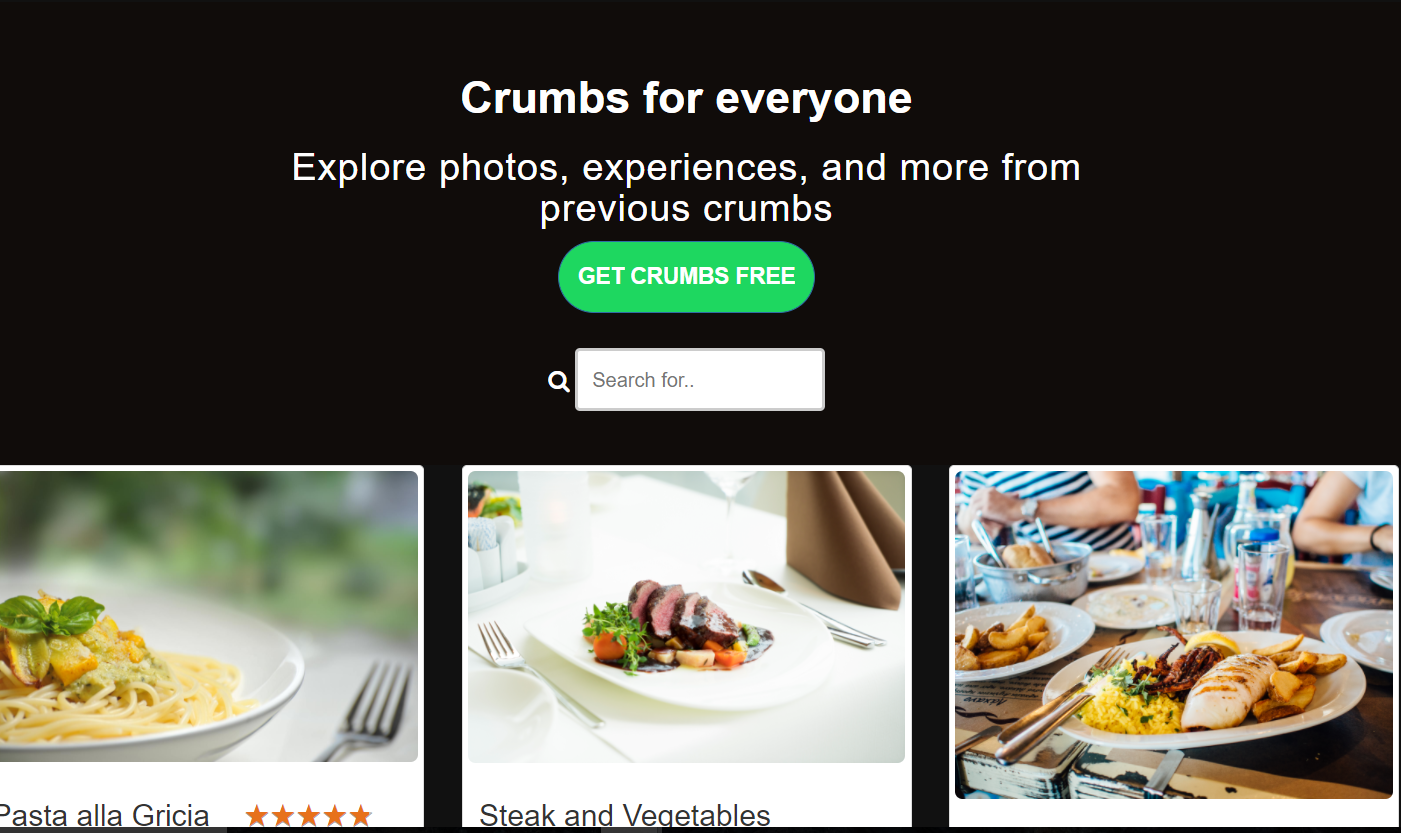 Crumbs for everyone
Explore photos, experiences, and more from
previous crumbs
GET CRUMBS FREE
Search for..
Pasta alla Gricia ★★★★★
Steak and Vegetables